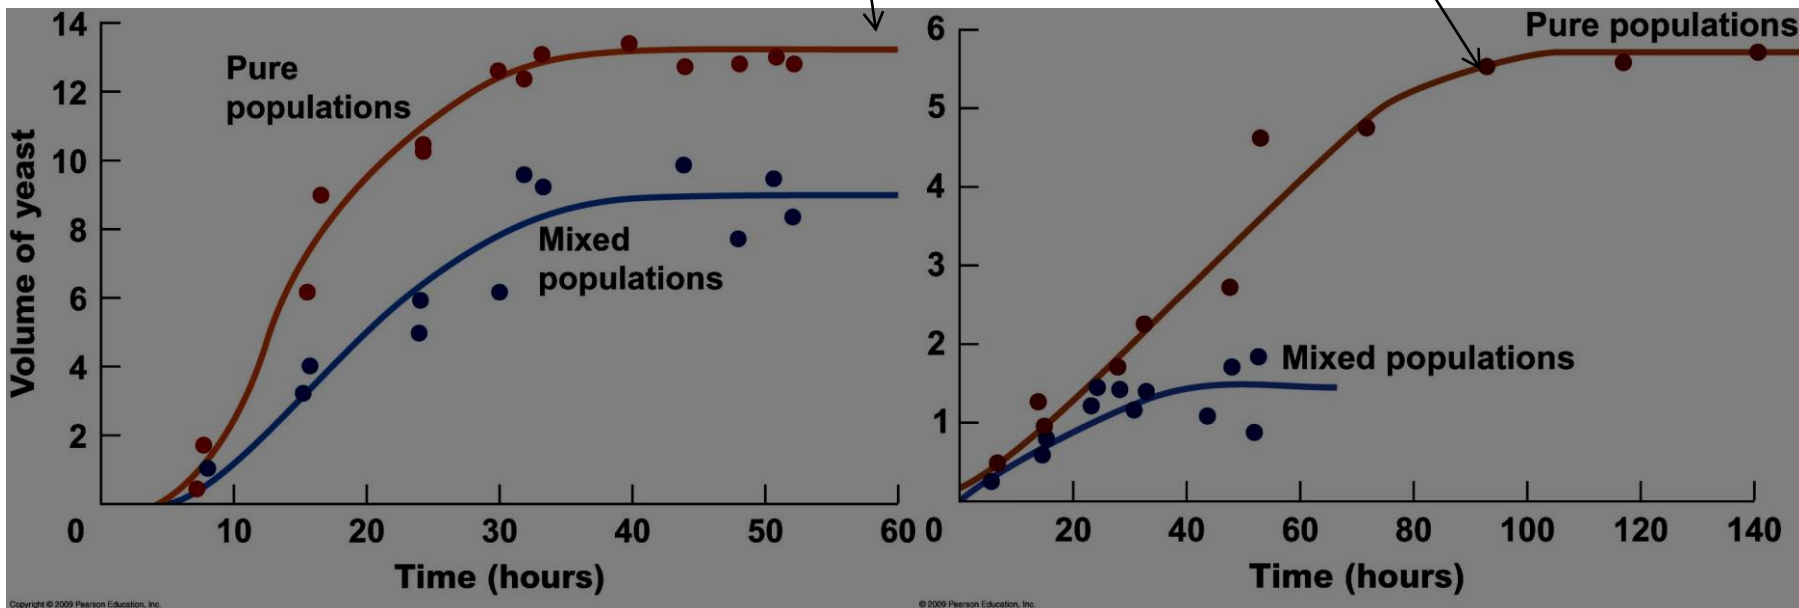 14
12
10
8
6
4
2
0
10
20
30
40
50
60
Volume of yeast
Pure
populations
Mixed
populations
Time (hours)
Copyright © 2009 Pearson Education, Inc.
6
5
4
3
2
1
0
20
40
60
80
100
120
140
Pure populations
Mixed populations
Time (hours)
© 2009 Pearson Education, Inc.